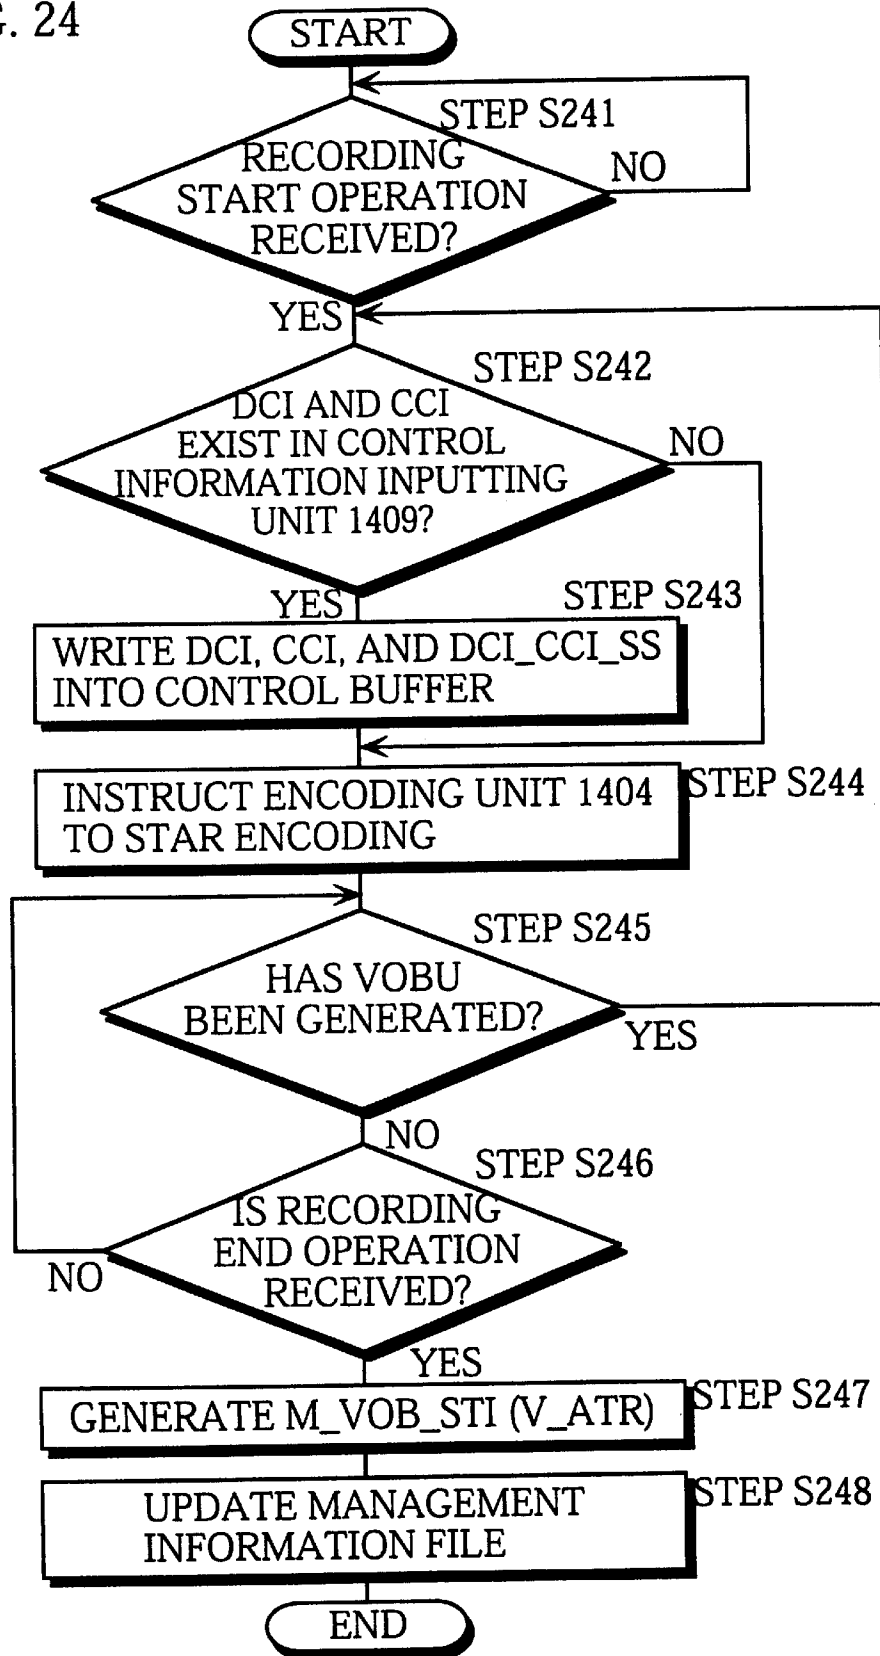 G. 24
START
STEP S241
RECORDING
START OPERATION
RECEIVED?
NO
YES
STEP S242
DCI AND CCI
EXIST IN CONTROL
INFORMATION INPUTTING
UNIT 1409?
NO
YES
STEP S243
WRITE DCI, CCI, AND DCI_CCI_SS
INTO CONTROL BUFFER
INSTRUCT ENCODING UNIT 1404
TO STAR ENCODING
STEP S244
STEP S245
HAS VOBU
BEEN GENERATED?
YES
NO
STEP S246
IS RECORDING
END OPERATION
RECEIVED?
NO
YES
GENERATE M_VOB_STI (V_ATR)
STEP S247
UPDATE MANAGEMENT
INFORMATION FILE
STEP S248
END